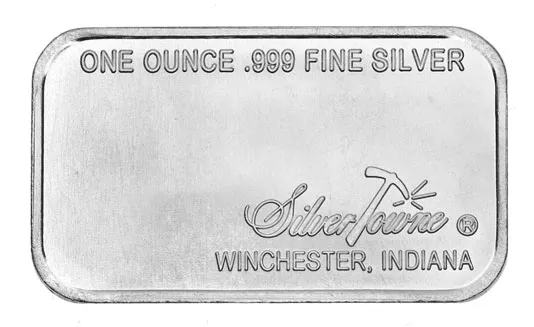 ONE OUNCE .999 FINE SILVER
SilverTowne ®
WINCHESTER, INDIANA